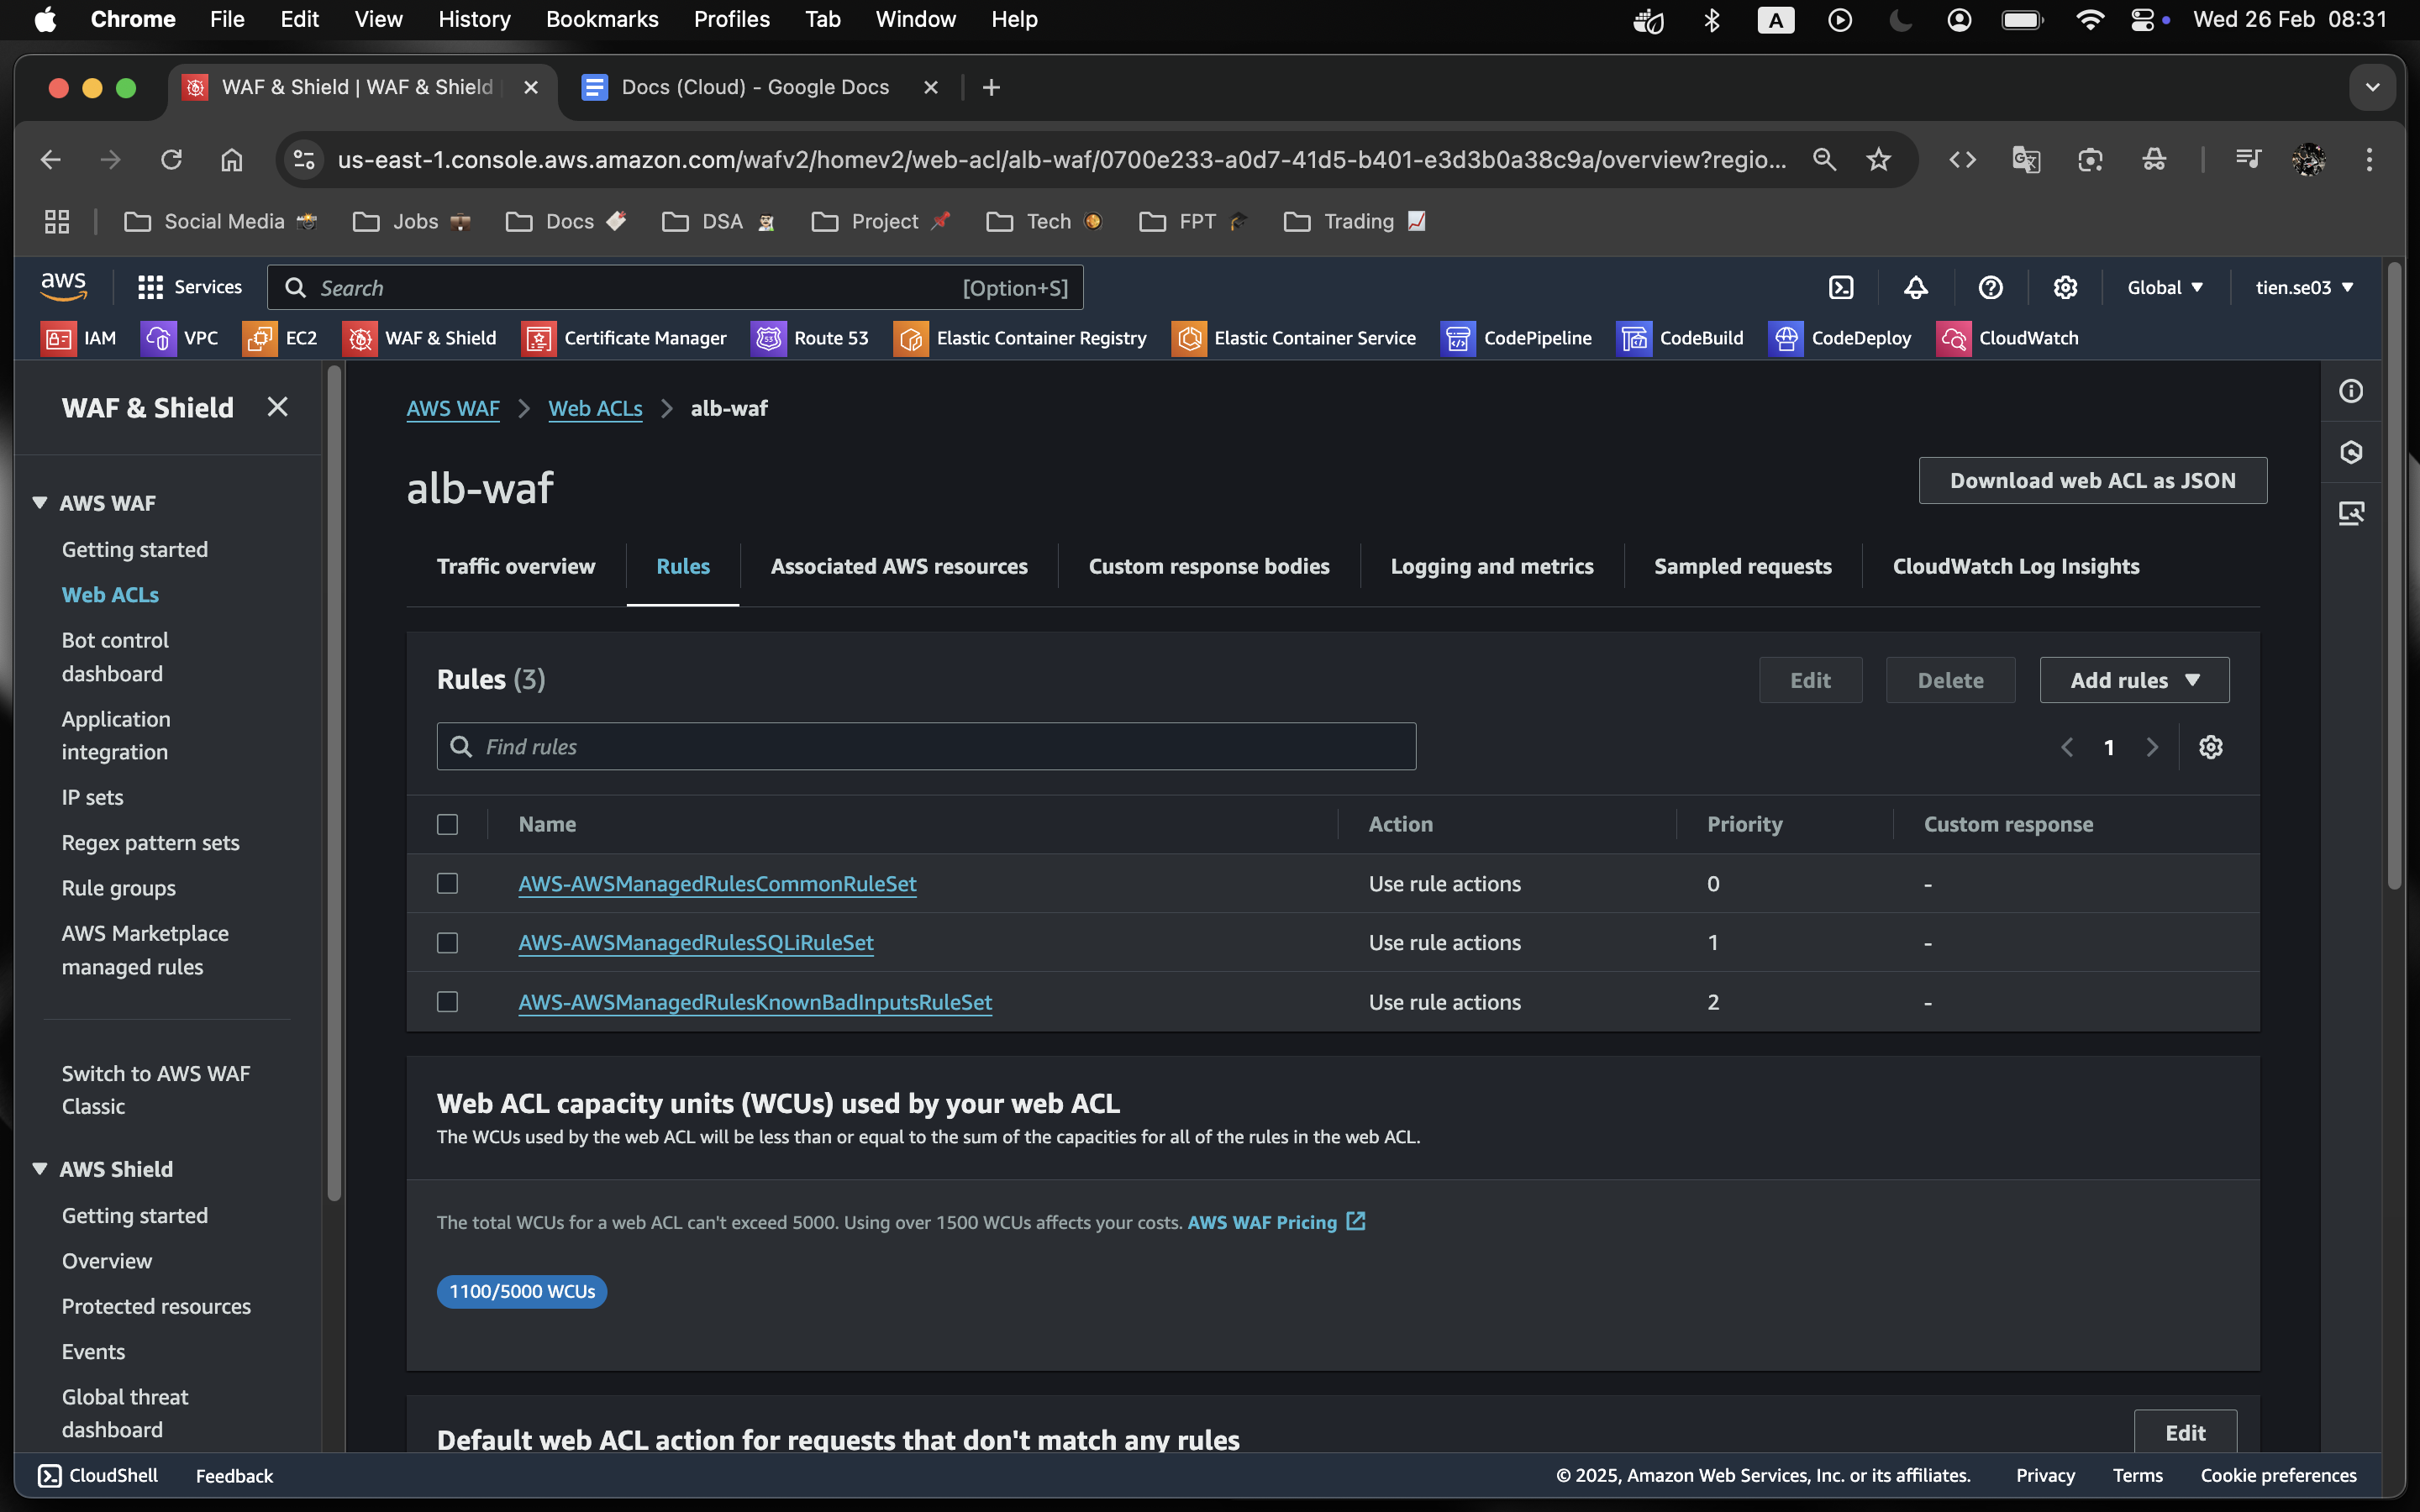 Chrome File Edit View History Bookmarks Profiles Tab Window Help A Wed 26 Feb 08:31
WAF & Shield | WAF & Shield Docs (Cloud) - Google Docs
us-east-1.console.aws.amazon.com/wafv2/homev2/web-acl/alb-waf/0700e233-a0d7-41d5-b401-e3d3b0a38c9a/overview?regio...
Social Media Jobs Docs DSA Project Tech FPT Trading
aws Services Search [Option+S] Global tien.se03
IAM VPC EC2 WAF & Shield Certificate Manager Route 53 Elastic Container Registry Elastic Container Service CodePipeline CodeBuild CodeDeploy CloudWatch
WAF & Shield
AWS WAF
Getting started
Web ACLs
Bot control
dashboard
Application
integration
IP sets
Regex pattern sets
Rule groups
AWS Marketplace
managed rules
Switch to AWS WAF
Classic
AWS Shield
Getting started
Overview
Protected resources
Events
Global threat
dashboard
AWS WAF Web ACLs alb-waf
alb-waf
Download web ACL as JSON
Traffic overview Rules Associated AWS resources Custom response bodies Logging and metrics Sampled requests CloudWatch Log Insights
Rules (3)
Edit Delete Add rules
Find rules
1
Name Action Priority Custom response
AWS-AWSManagedRulesCommonRuleSet Use rule actions 0 -
AWS-AWSManagedRulesSQLiRuleSet Use rule actions 1 -
AWS-AWSManagedRulesKnownBadInputsRuleSet Use rule actions 2 -
Web ACL capacity units (WCUs) used by your web ACL
The WCUs used by the web ACL will be less than or equal to the sum of the capacities for all of the rules in the web ACL.
The total WCUs for a web ACL can't exceed 5000. Using over 1500 WCUs affects your costs. AWS WAF Pricing
1100/5000 WCUs
Default web ACL action for requests that don't match any rules
Edit
CloudShell Feedback © 2025, Amazon Web Services, Inc. or its affiliates. Privacy Terms Cookie preferences